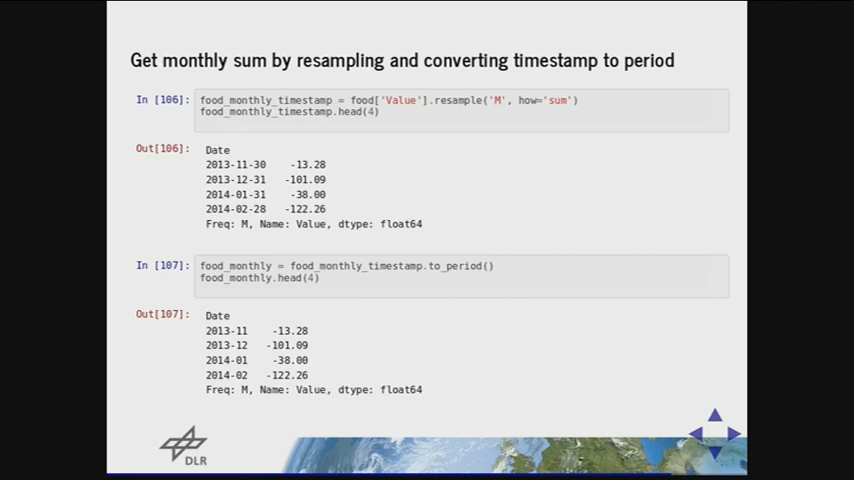 Get monthly sum by resampling and converting timestamp to period
In [106]: food_monthly_timestamp = food['Value'].resample('M', how='sum')
food_monthly_timestamp.head(4)
Out[106]: Date
2013-11-30 -13.28
2013-12-31 -101.09
2014-01-31 -38.00
2014-02-28 -122.26
Freq: M, Name: Value, dtype: float64
In [107]: food_monthly = food_monthly_timestamp.to_period()
food_monthly.head(4)
Out[107]: Date
2013-11 -13.28
2013-12 -101.09
2014-01 -38.00
2014-02 -122.26
Freq: M, Name: Value, dtype: float64
DLR